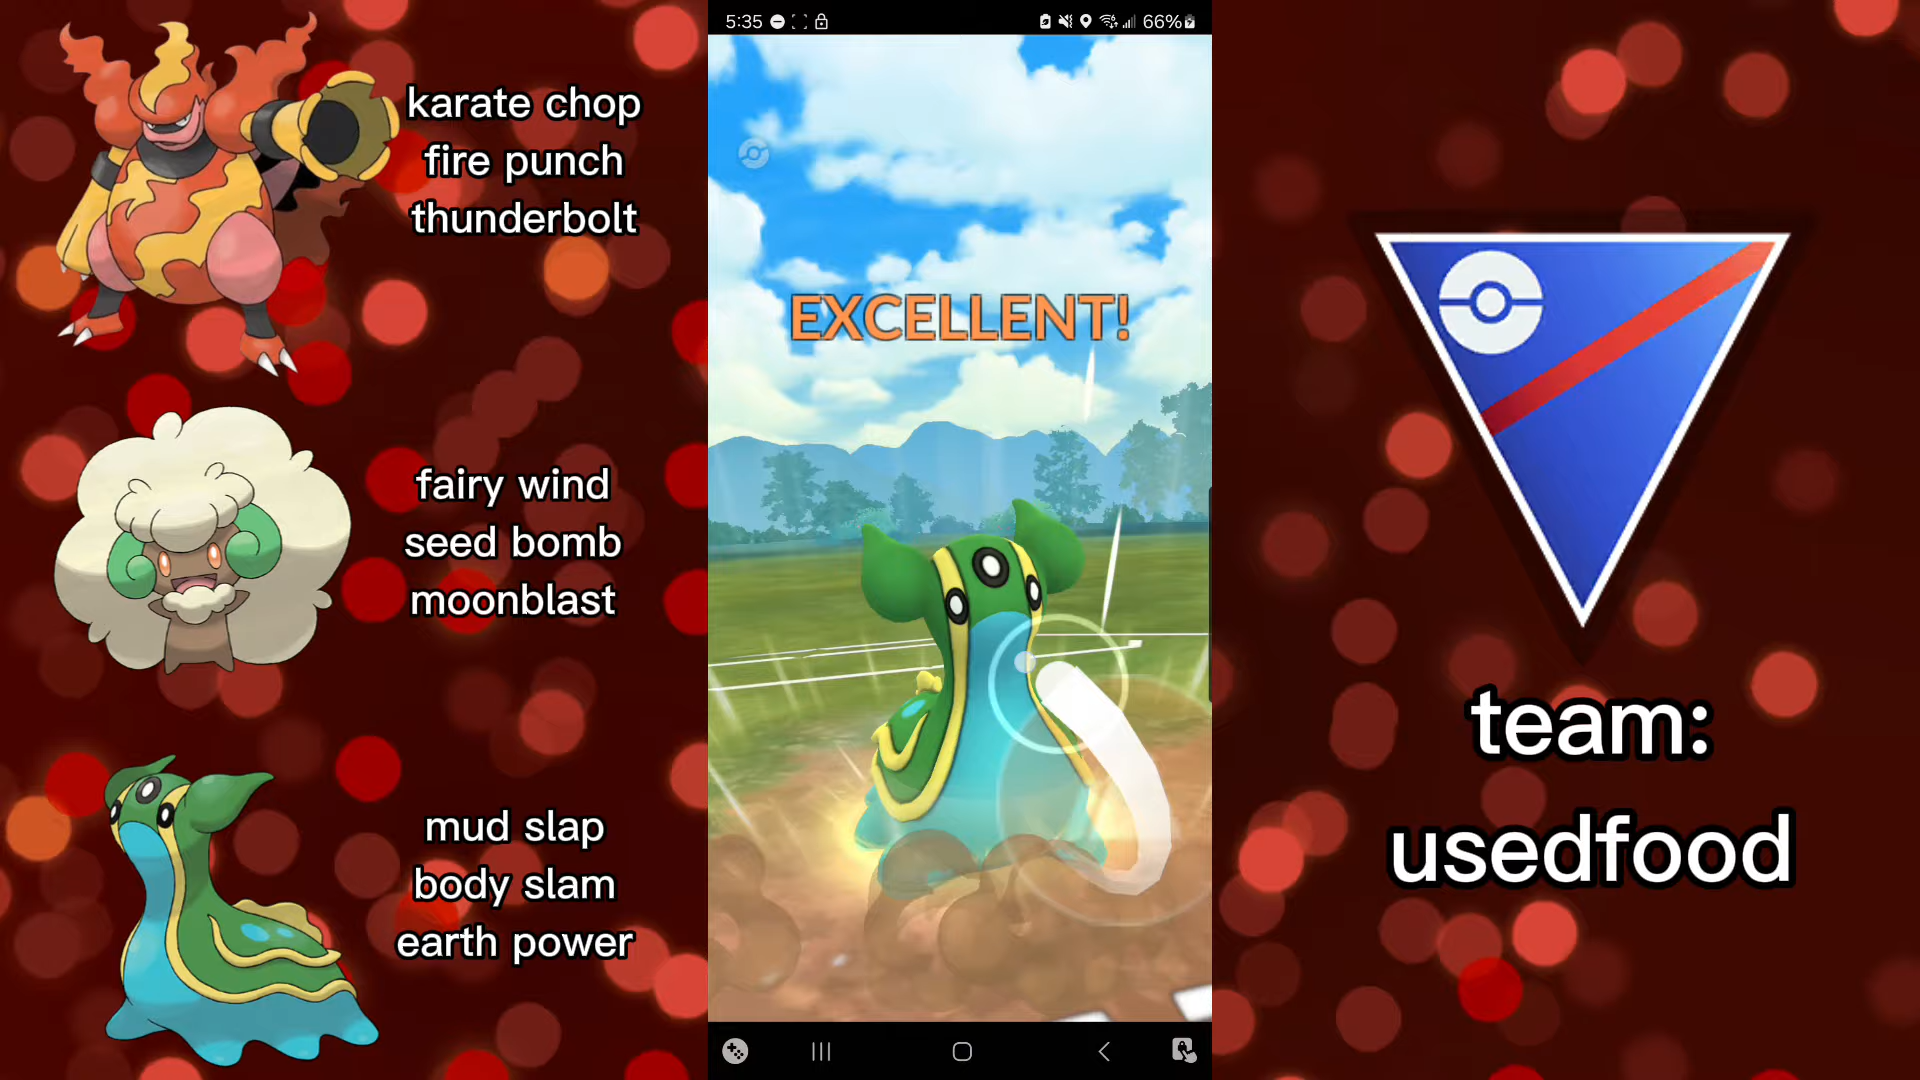 karate chop
fire punch
thunderbolt
fairy wind
seed bomb
moonblast
mud slap
body slam
earth power
5:35
66%
EXCELLENT!
team:
usedfood